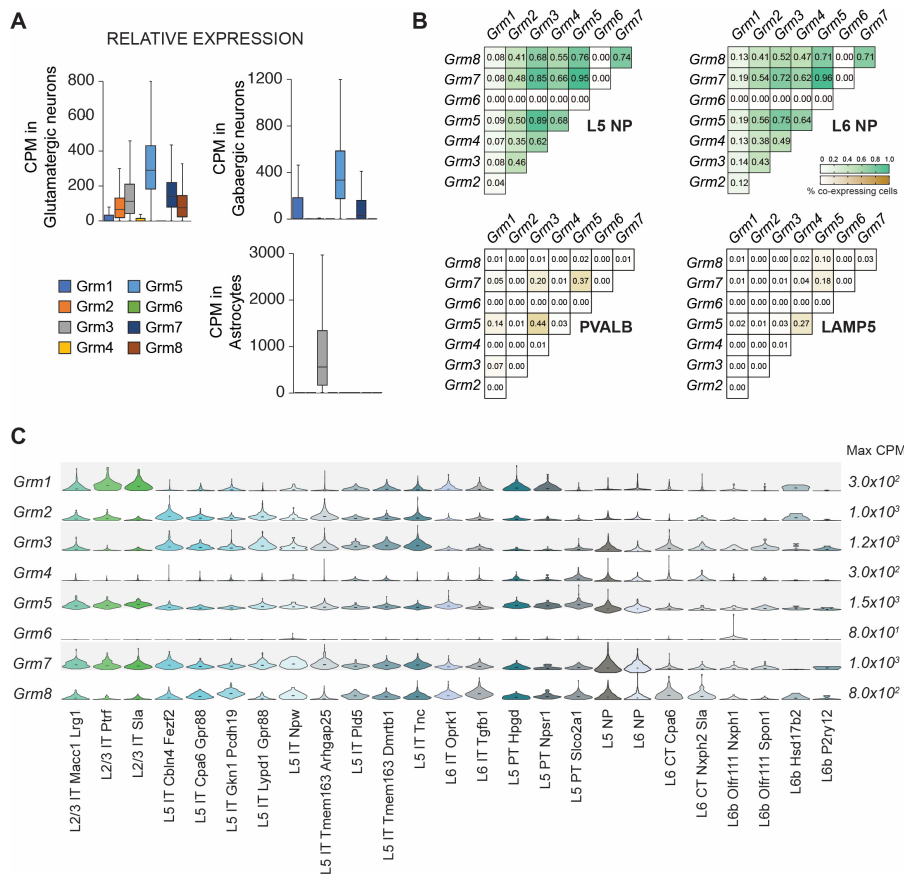 A
RELATIVE EXPRESSION
CPM in
Glutamatergic neurons
800
600
400
200
0
CPM in
Gabaergic neurons
1200
800
400
0
CPM in
Astrocytes
3000
2000
1000
0
Grm1
Grm2
Grm3
Grm4
Grm5
Grm6
Grm7
Grm8
B
Grm1 Grm2 Grm3 Grm4 Grm5 Grm6 Grm7
Grm8 0.08 0.41 0.68 0.55 0.76 0.00 0.74
Grm7 0.08 0.48 0.85 0.66 0.95 0.00
Grm6 0.00 0.00 0.00 0.00 0.00
Grm5 0.09 0.50 0.89 0.68
Grm4 0.08 0.35 0.62
Grm3 0.08 0.46
Grm2 0.04
L5 NP
Grm1 Grm2 Grm3 Grm4 Grm5 Grm6 Grm7
Grm8 0.13 0.41 0.52 0.47 0.71 0.00 0.71
Grm7 0.19 0.54 0.72 0.62 0.96 0.00
Grm6 0.00 0.00 0.00 0.00 0.00
Grm5 0.19 0.56 0.75 0.64
Grm4 0.13 0.38 0.49
Grm3 0.14 0.43
Grm2 0.12
L6 NP
0 0.2 0.4 0.6 0.8 1.0
% co-expressing cells
Grm1 Grm2 Grm3 Grm4 Grm5 Grm6 Grm7
Grm8 0.01 0.00 0.01 0.00 0.02 0.00 0.01
Grm7 0.05 0.00 0.20 0.01 0.37 0.00
Grm6 0.00 0.00 0.00 0.00 0.00
Grm5 0.14 0.01 0.44 0.03
Grm4 0.00 0.00 0.01
Grm3 0.07 0.00
Grm2 0.00
PVALB
Grm1 Grm2 Grm3 Grm4 Grm5 Grm6 Grm7
Grm8 0.01 0.00 0.01 0.02 0.10 0.00 0.03
Grm7 0.01 0.00 0.01 0.04 0.18 0.00
Grm6 0.00 0.00 0.00 0.00 0.00
Grm5 0.02 0.01 0.03 0.27
Grm4 0.00 0.00 0.01
Grm3 0.00 0.00
Grm2 0.00
LAMP5
C
Max CPM
Grm1 3.0x10²
Grm2 1.0x10³
Grm3 1.2x10³
Grm4 3.0x10²
Grm5 1.5x10³
Grm6 8.0x10¹
Grm7 1.0x10³
Grm8 8.0x10²
L2/3 IT Macc1 Lrg1
L2/3 IT Ptrf
L2/3 IT Sla
L5 IT Cbln4 Fezf2
L5 IT Cpa6 Gpr88
L5 IT Gkn1 Pcdh19
L5 IT Lypd1 Gpr88
L5 IT Npw
L5 IT Tmem163 Arhgap25
L5 IT Pld5
L5 IT Tmem163 Dmrtb1
L5 IT Tnc
L6 IT Oprk1
L6 IT Tgfb1
L5 PT Hpgd
L5 PT Npsr1
L5 PT Slco2a1
L5 NP
L6 NP
L6 CT Cpa6
L6 CT Nxph2 Sla
L6b Olfr111 Nxph1
L6b Olfr111 Spon1
L6b Hsd17b2
L6b P2ry12